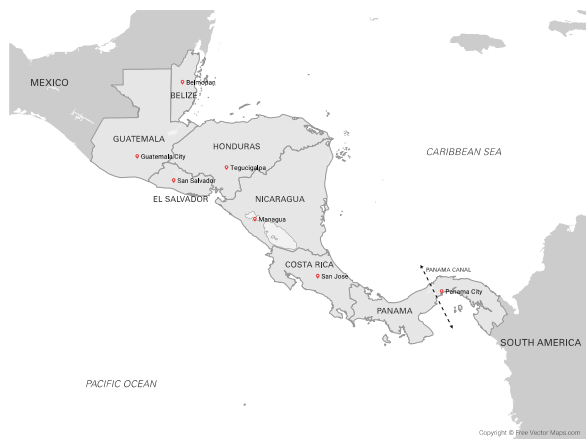 MEXICO
Belmopan
BELIZE
GUATEMALA
HONDURAS
CARIBBEAN SEA
Guatemala City
Tegucigalpa
San Salvador
EL SALVADOR
NICARAGUA
Managua
COSTA RICA
PANAMA CANAL
San Jose
Panama City
PANAMA
SOUTH AMERICA
PACIFIC OCEAN
Copyright © Free Vector Maps.com